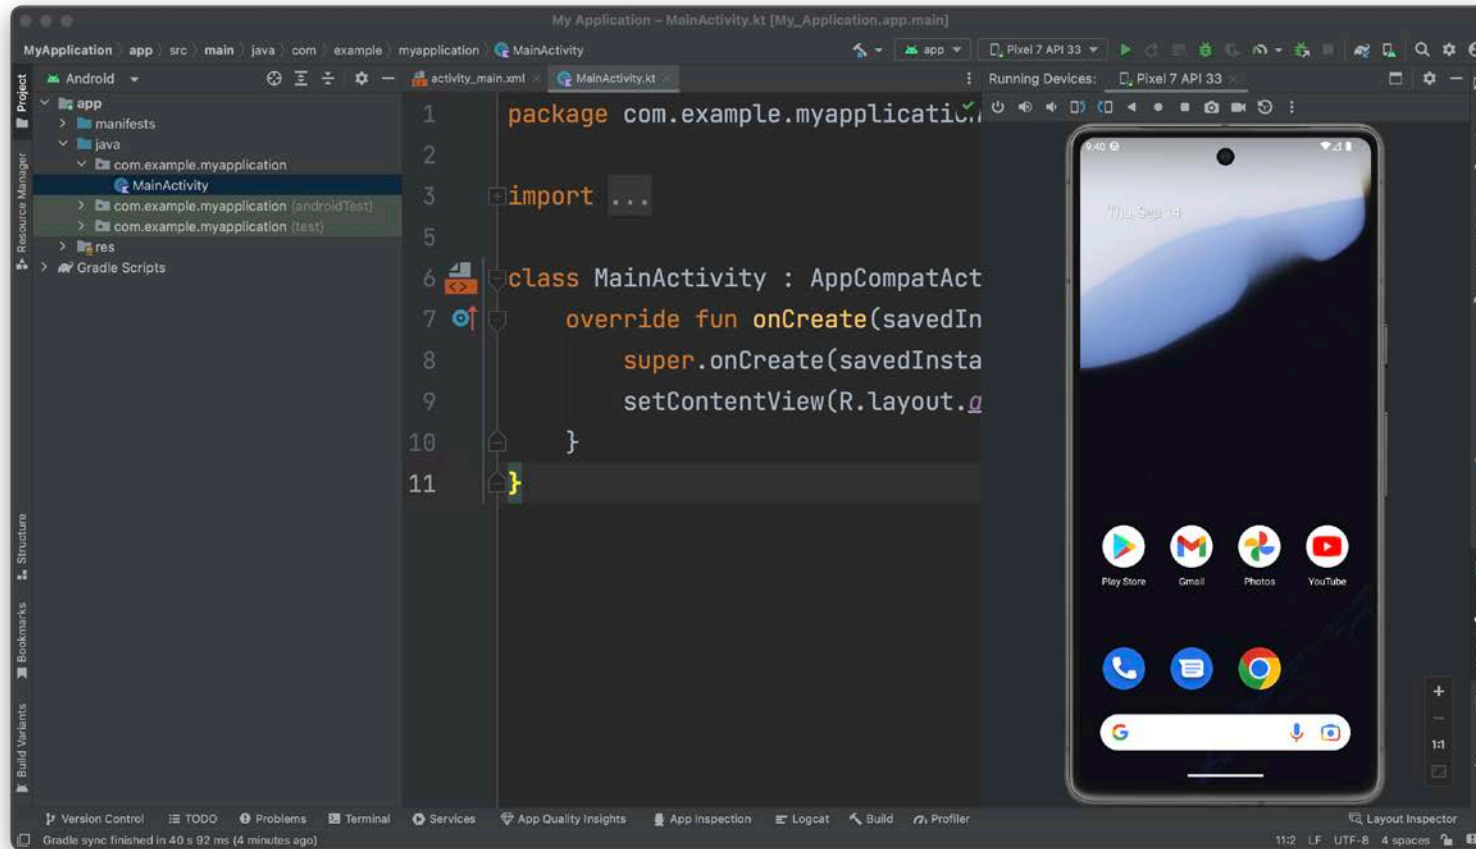 My Application – MainActivity.kt [My_Application.app.main]
MyApplication app src main java com example myapplication MainActivity
app Pixel 7 API 33
Project
Resource Manager
Structure
Bookmarks
Build Variants
Android
app
manifests
java
com.example.myapplication
MainActivity
com.example.myapplication (androidTest)
com.example.myapplication (test)
res
Gradle Scripts
activity_main.xml MainActivity.kt
1 package com.example.myapplication
2
3 import ...
5
6 class MainActivity : AppCompatAct
7 override fun onCreate(savedIn
8 super.onCreate(savedInsta
9 setContentView(R.layout.a
10 }
11 }
Running Devices: Pixel 7 API 33
9:40
Thu, Sep 14
Play Store Gmail Photos YouTube
1:1
Version Control TODO Problems Terminal Services App Quality Insights App Inspection Logcat Build Profiler Layout Inspector
Gradle sync finished in 40 s 92 ms (4 minutes ago) 11:2 LF UTF-8 4 spaces